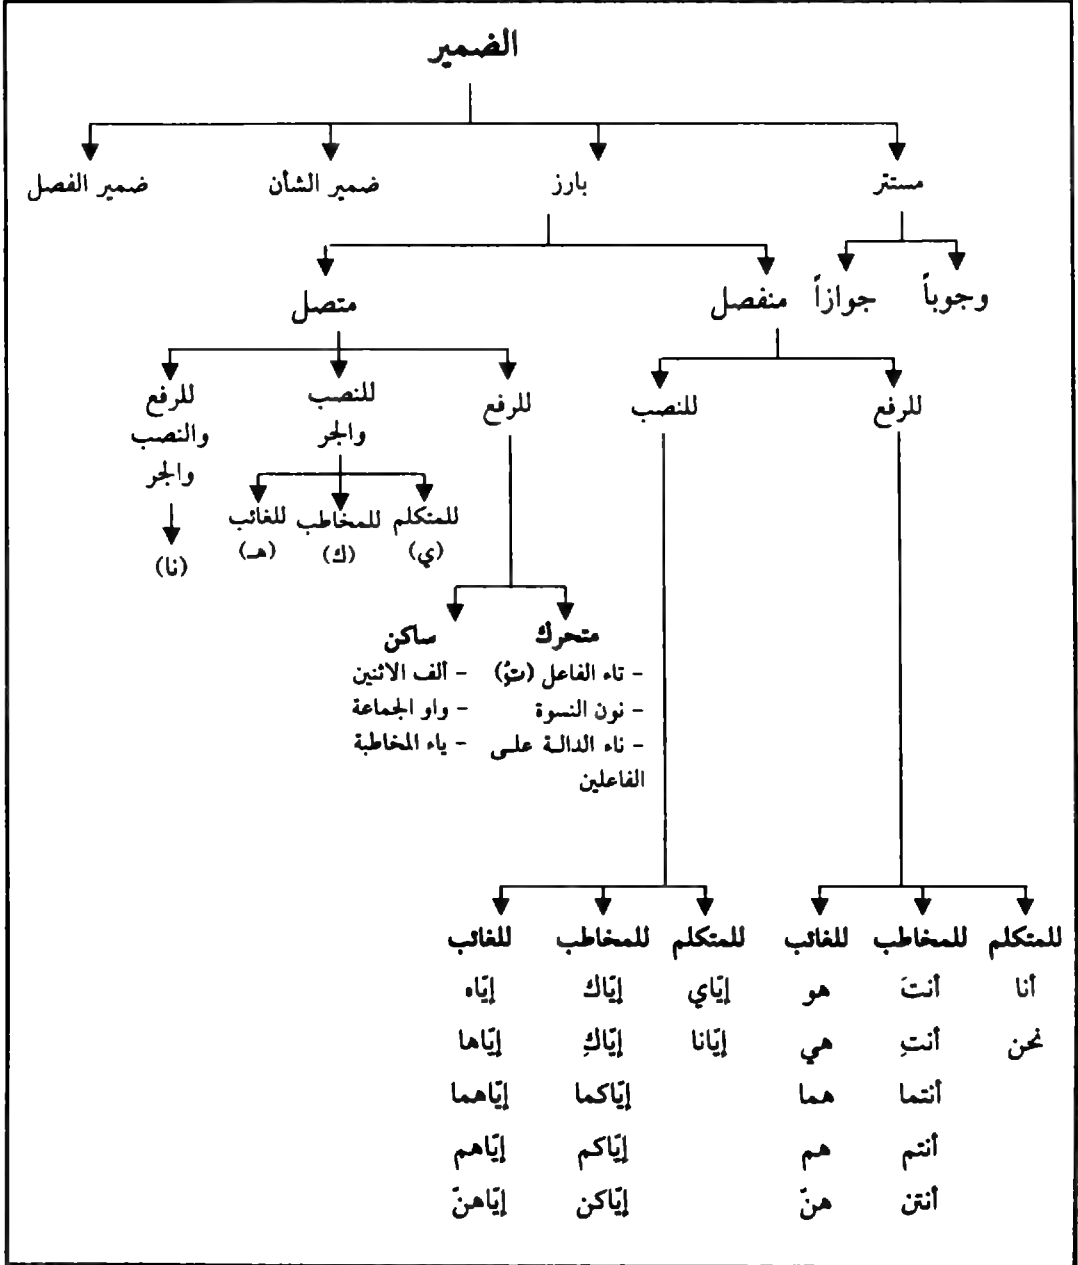 الضمير
مستتر بارز ضمير الشأن ضمير الفصل
وجوباً جوازاً منفصل متصل
للرفع للنصب للرفع للنصب والجر للرفع والنصب والجر
للمتكلم للمخاطب للغائب
(ي) (ك) (هـ) (نا)
متحرك ساكن
- تاء الفاعل (تُ) - ألف الاثنين
- نون النسوة - واو الجماعة
- ناء الدالة على - ياء المخاطبة
الفاعلين
للمتكلم للمخاطب للغائب للمتكلم للمخاطب للغائب
أنا أنتَ هو إيّاي إيّاك إيّاه
نحن أنتِ هي إيّانا إيّاكِ إيّاها
أنتما هما إيّاكما إيّاهما
أنتم هم إيّاكم إيّاهم
أنتن هنّ إيّاكن إيّاهنّ